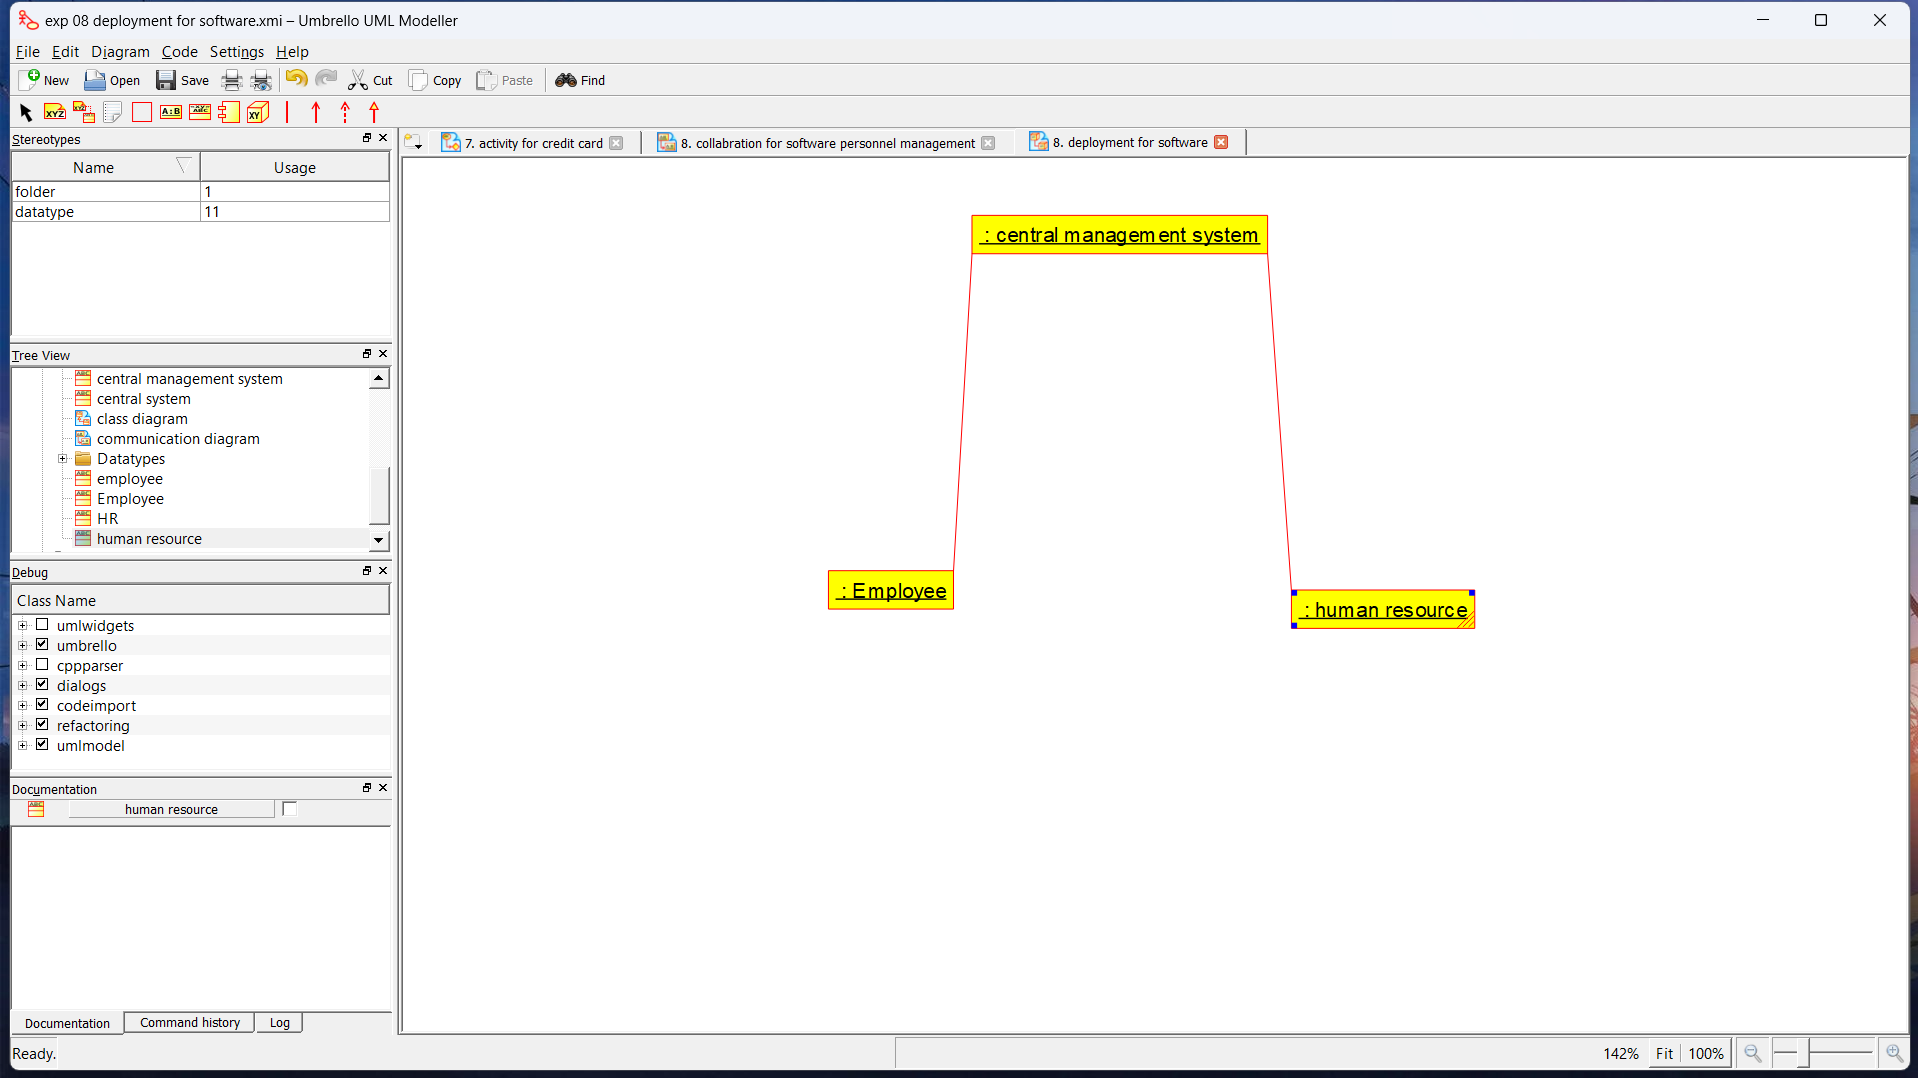 exp 08 deployment for software.xmi – Umbrello UML Modeller
File Edit Diagram Code Settings Help
New Open Save Cut Copy Paste Find
XYZ XYZ A:B ABC XY
Stereotypes
7. activity for credit card 8. collabration for software personnel management 8. deployment for software
Name Usage
folder 1
datatype 11
: central management system
Tree View
central management system
central system
class diagram
communication diagram
Datatypes
employee
Employee
HR
human resource
: Employee
: human resource
Debug
Class Name
umlwidgets
umbrello
cppparser
dialogs
codeimport
refactoring
umlmodel
Documentation
human resource
Documentation Command history Log
Ready. 142% Fit 100%